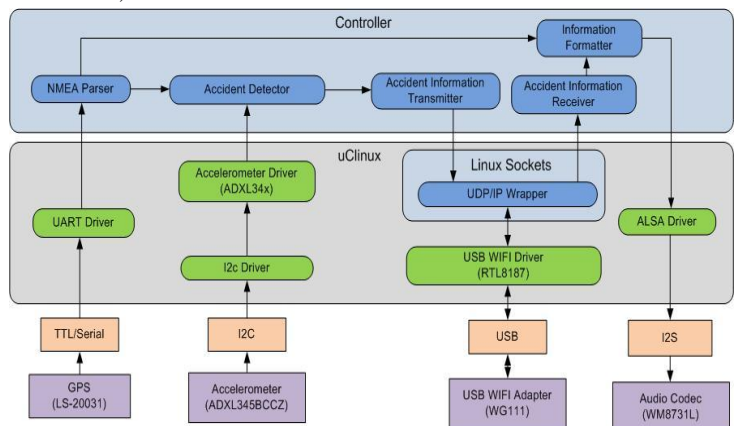 Controller
Information
Formatter
NMEA Parser
Accident Detector
Accident Information
Transmitter
Accident Information
Receiver
uClinux
Accelerometer Driver
(ADXL34x)
Linux Sockets
UDP/IP Wrapper
UART Driver
ALSA Driver
I2c Driver
USB WIFI Driver
(RTL8187)
TTL/Serial
I2C
USB
I2S
GPS
(LS-20031)
Accelerometer
(ADXL345BCCZ)
USB WIFI Adapter
(WG111)
Audio Codec
(WM8731L)